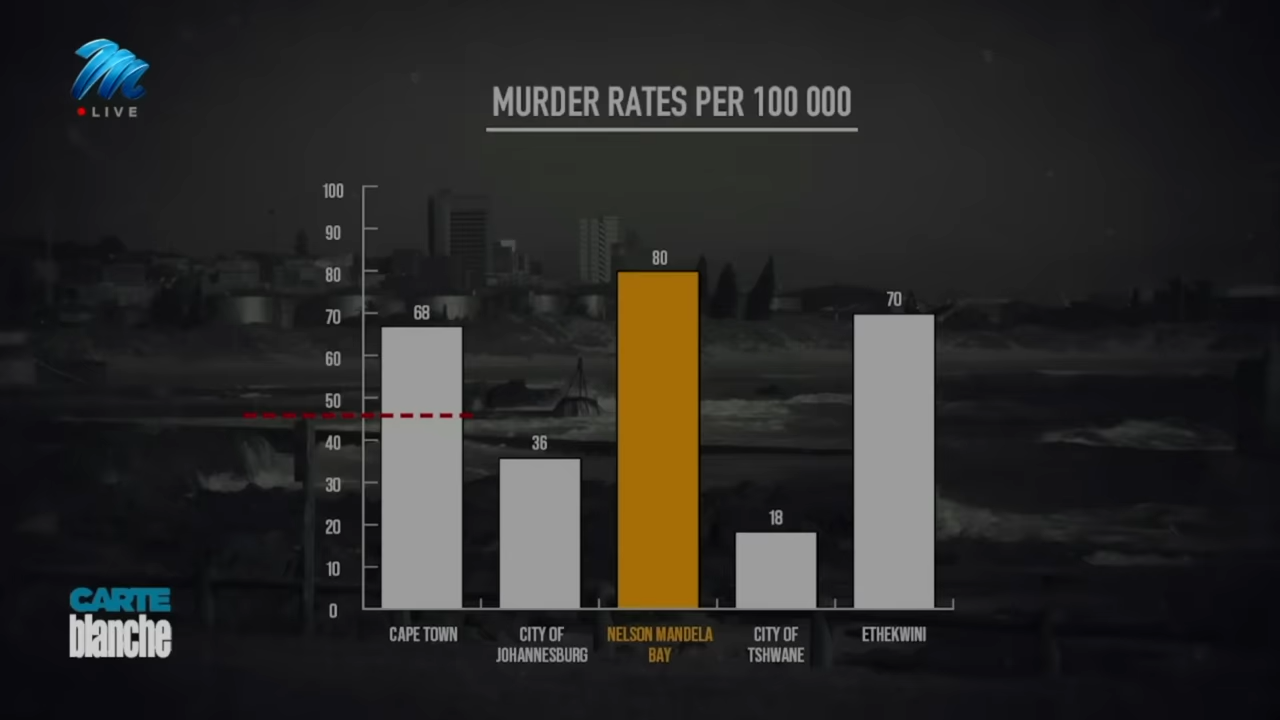 LIVE
MURDER RATES PER 100 000
100
90
80
70
60
50
40
30
20
10
0
68
36
80
18
70
CAPE TOWN
CITY OF
JOHANNESBURG
NELSON MANDELA
BAY
CITY OF
TSHWANE
ETHEKWINI
CARTE
blanche